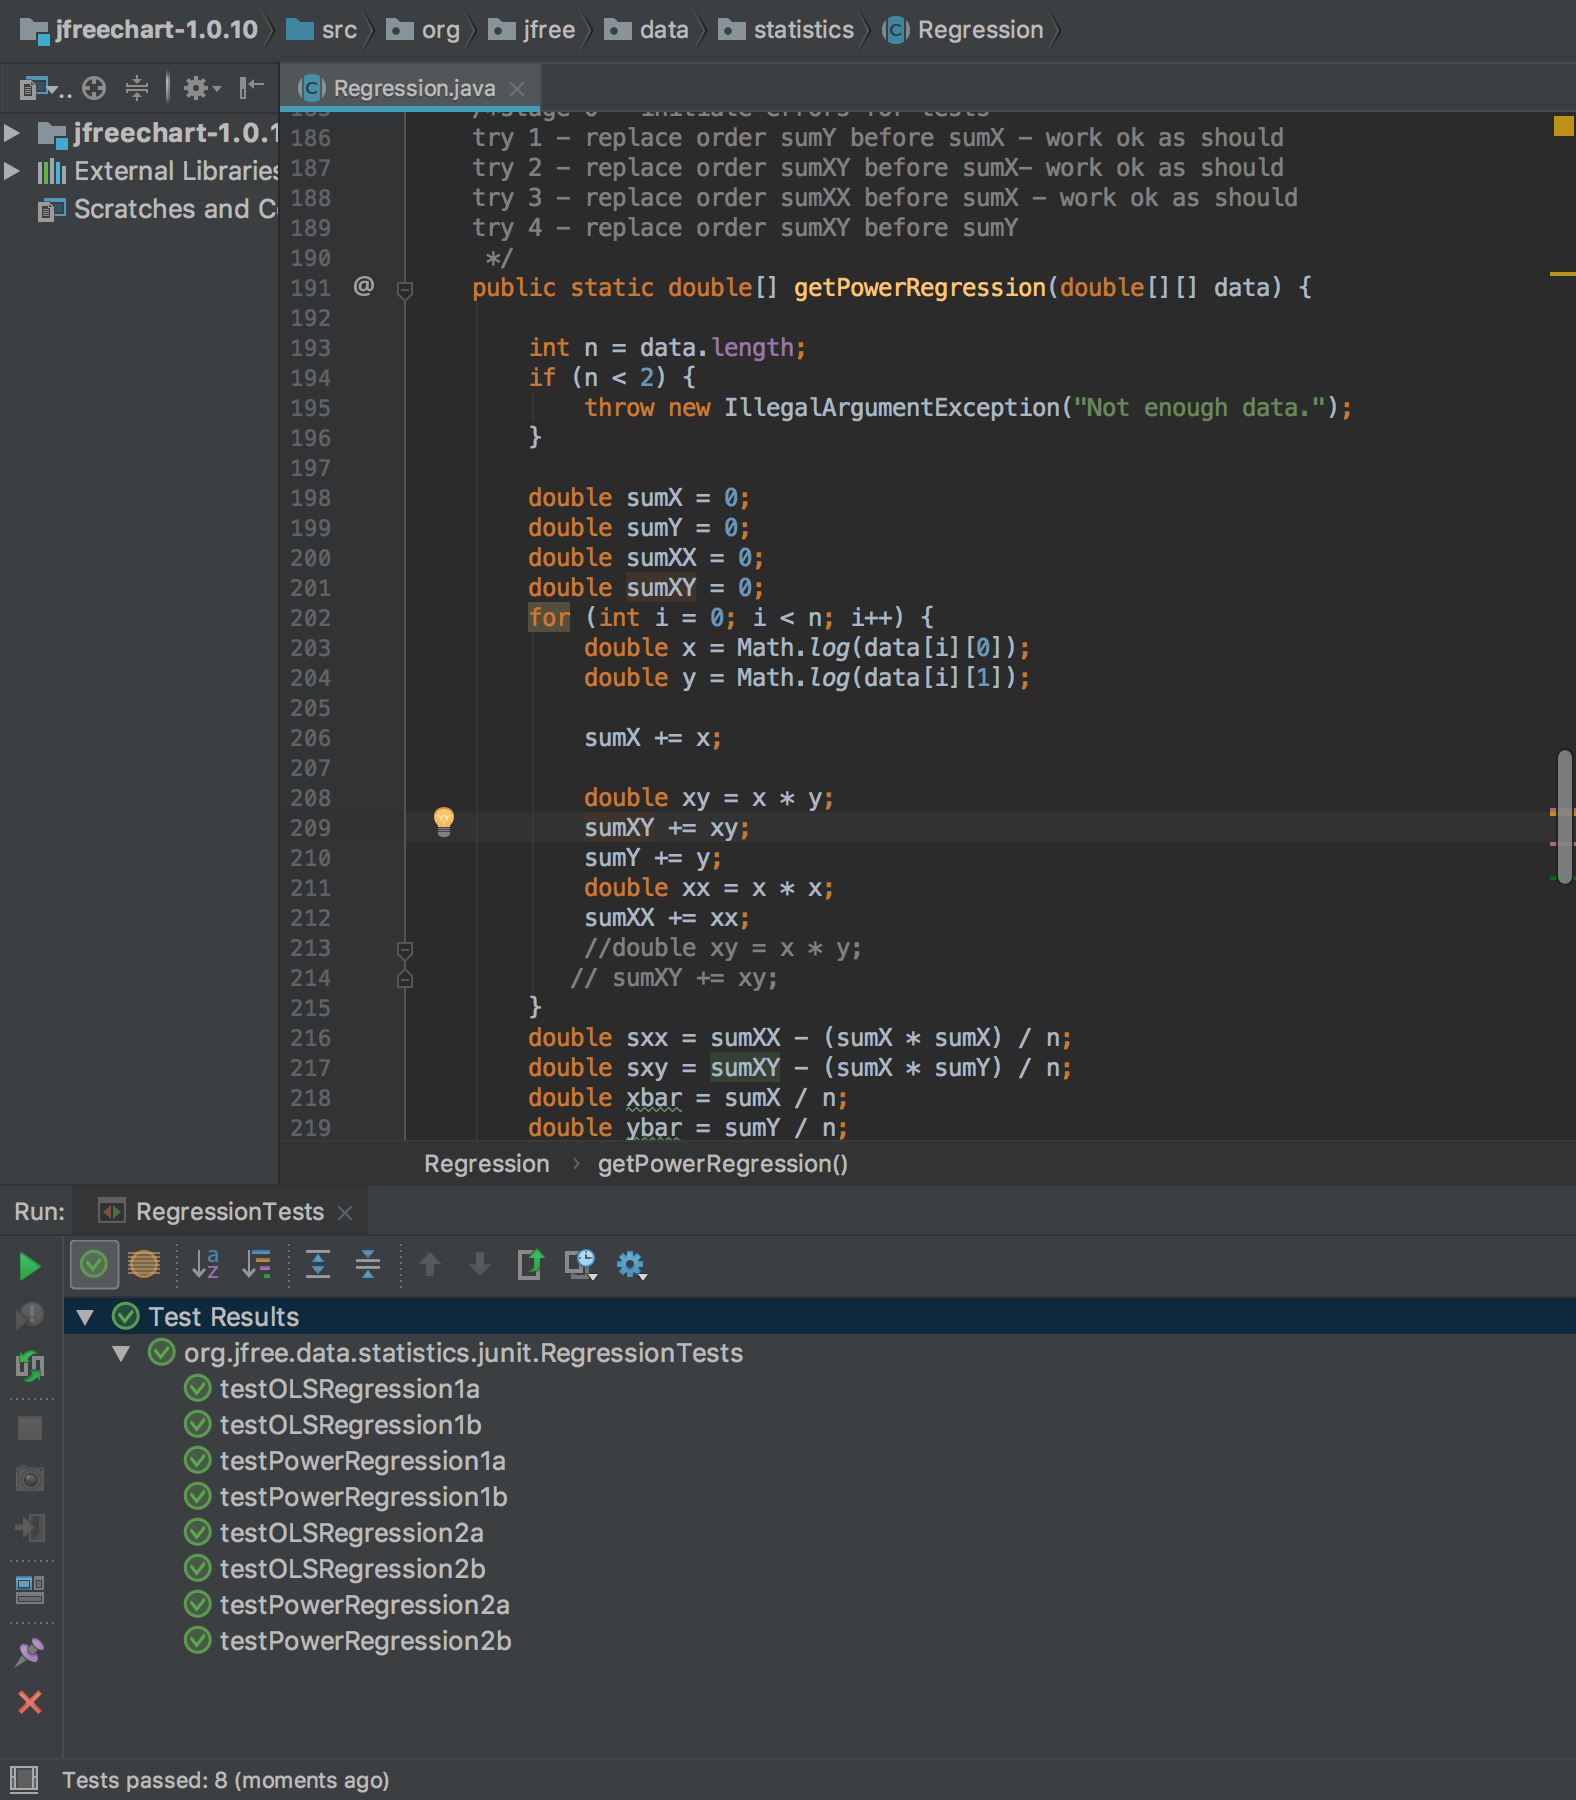 jfreechart-1.0.10 src org jfree data statistics Regression
Regression.java
jfreechart-1.0.1
External Libraries
Scratches and C
186 try 1 – replace order sumY before sumX – work ok as should
187 try 2 – replace order sumXY before sumX– work ok as should
188 try 3 – replace order sumXX before sumX – work ok as should
189 try 4 – replace order sumXY before sumY
190 */
191 @ public static double[] getPowerRegression(double[][] data) {
192
193 int n = data.length;
194 if (n < 2) {
195 throw new IllegalArgumentException("Not enough data.");
196 }
197
198 double sumX = 0;
199 double sumY = 0;
200 double sumXX = 0;
201 double sumXY = 0;
202 for (int i = 0; i < n; i++) {
203 double x = Math.log(data[i][0]);
204 double y = Math.log(data[i][1]);
205
206 sumX += x;
207
208 double xy = x * y;
209 sumXY += xy;
210 sumY += y;
211 double xx = x * x;
212 sumXX += xx;
213 //double xy = x * y;
214 // sumXY += xy;
215 }
216 double sxx = sumXX – (sumX * sumX) / n;
217 double sxy = sumXY – (sumX * sumY) / n;
218 double xbar = sumX / n;
219 double ybar = sumY / n;
Regression › getPowerRegression()
Run: RegressionTests
Test Results
org.jfree.data.statistics.junit.RegressionTests
testOLSRegression1a
testOLSRegression1b
testPowerRegression1a
testPowerRegression1b
testOLSRegression2a
testOLSRegression2b
testPowerRegression2a
testPowerRegression2b
Tests passed: 8 (moments ago)